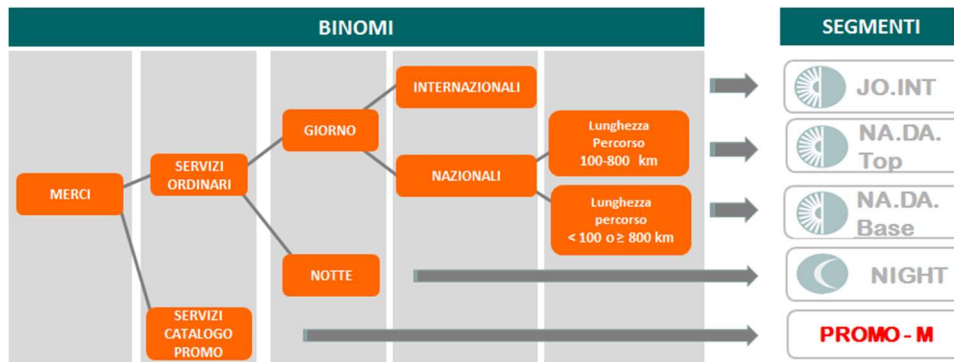 BINOMI
SEGMENTI
MERCI
SERVIZI
ORDINARI
SERVIZI
CATALOGO
PROMO
GIORNO
NOTTE
INTERNAZIONALI
NAZIONALI
Lunghezza
Percorso
100-800 km
Lunghezza
percorso
< 100 o ≥ 800 km
JO.INT
NA.DA.
Top
NA.DA.
Base
NIGHT
PROMO - M